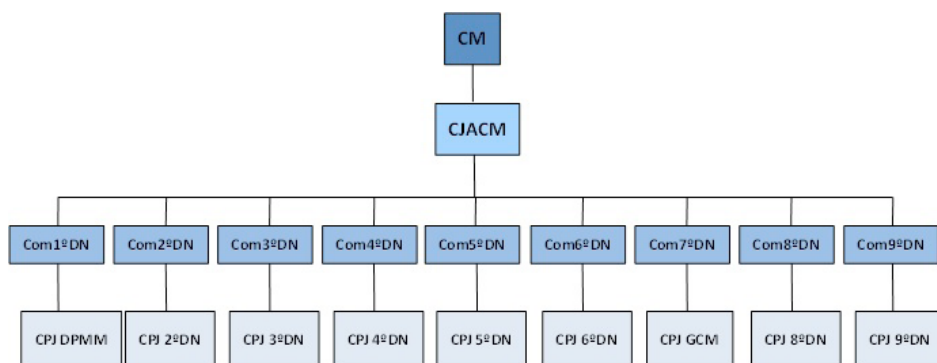 CM
CJACM
Com1ºDN Com2ºDN Com3ºDN Com4ºDN Com5ºDN Com6ºDN Com7ºDN Com8ºDN Com9ºDN
CPJ DPMM CPJ 2ºDN CPJ 3ºDN CPJ 4ºDN CPJ 5ºDN CPJ 6ºDN CPJ GCM CPJ 8ºDN CPJ 9ºDN